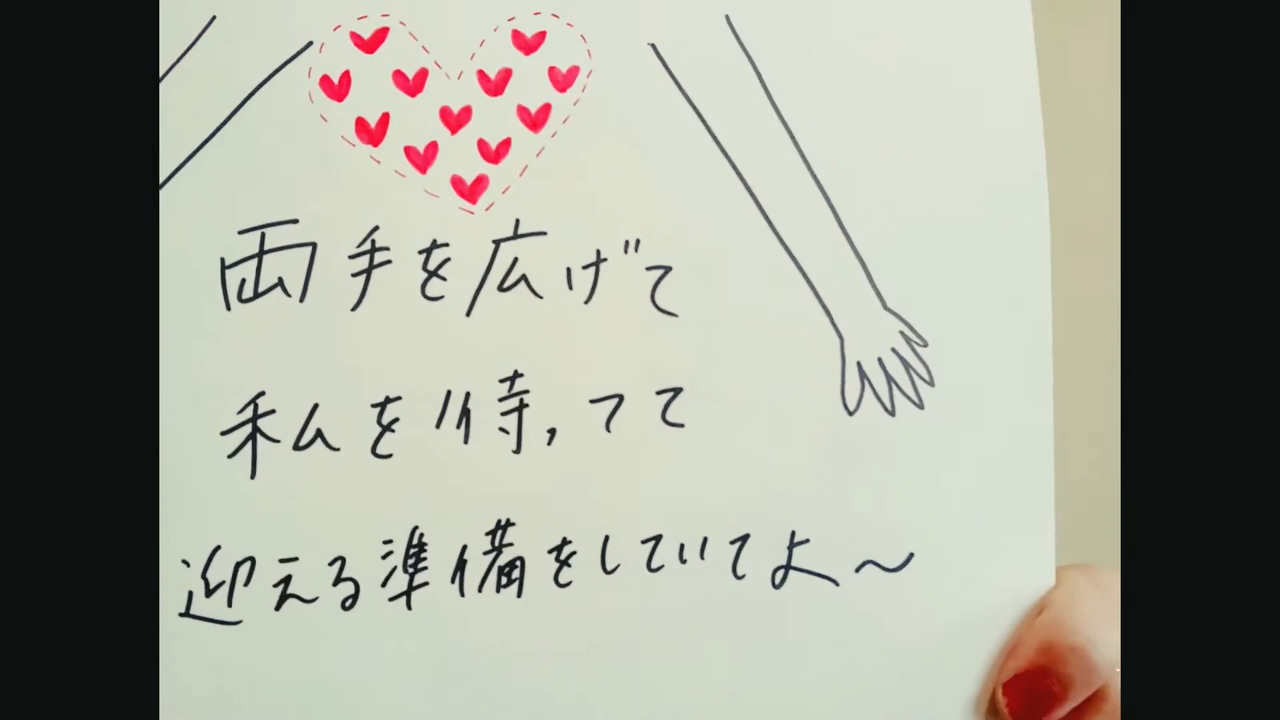 両手を広げて
私を待って
迎える準備をしていてよ〜